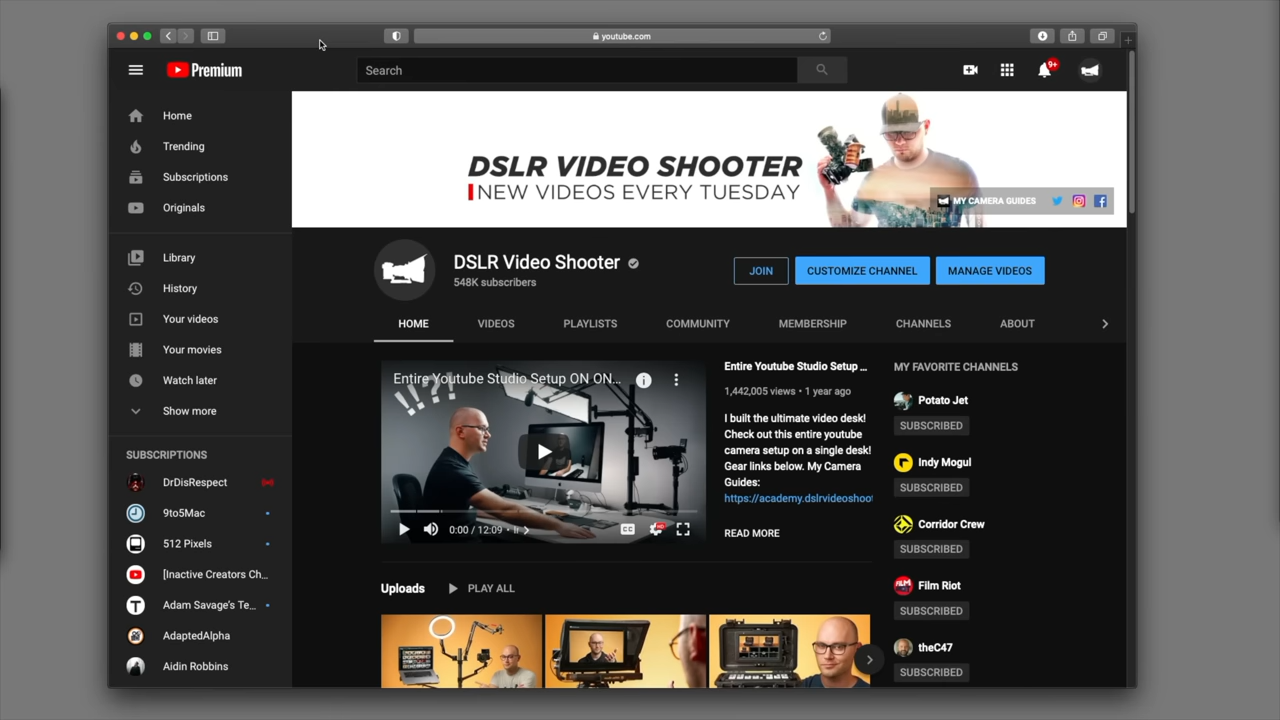 youtube.com
Premium
Search
9+
Home
Trending
Subscriptions
Originals
Library
History
Your videos
Your movies
Watch later
Show more
SUBSCRIPTIONS
DrDisRespect
9to5Mac
512 Pixels
[Inactive Creators Ch...
Adam Savage's Te...
AdaptedAlpha
Aidin Robbins
DSLR VIDEO SHOOTER
NEW VIDEOS EVERY TUESDAY
MY CAMERA GUIDES
DSLR Video Shooter
548K subscribers
JOIN
CUSTOMIZE CHANNEL
MANAGE VIDEOS
HOME
VIDEOS
PLAYLISTS
COMMUNITY
MEMBERSHIP
CHANNELS
ABOUT
Entire Youtube Studio Setup ON ON...
!!?!
0:00 / 12:09
CC
HD
Entire Youtube Studio Setup ...
1,442,005 views • 1 year ago
I built the ultimate video desk!
Check out this entire youtube
camera setup on a single desk!
Gear links below. My Camera
Guides:
https://academy.dslrvideoshoot
READ MORE
Uploads
PLAY ALL
MY FAVORITE CHANNELS
Potato Jet
SUBSCRIBED
Indy Mogul
SUBSCRIBED
Corridor Crew
SUBSCRIBED
FILM
Film Riot
SUBSCRIBED
theC47
SUBSCRIBED